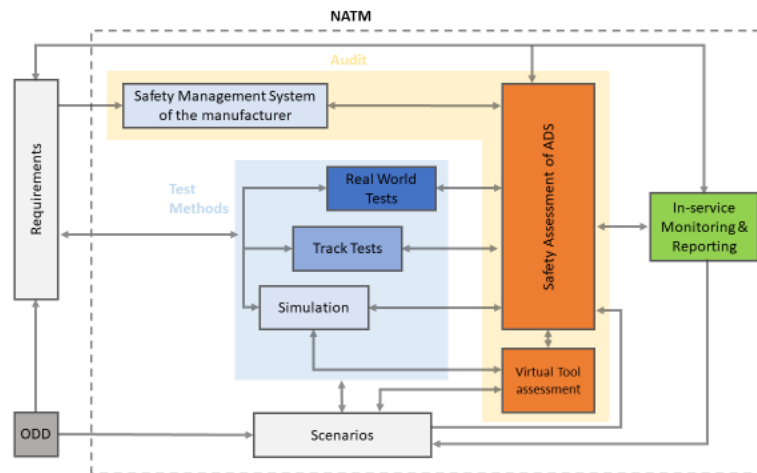 NATM
Audit
Safety Management System
of the manufacturer
Requirements
Safety Assessment of ADS
Test
Methods
Real World
Tests
In-service
Monitoring &
Reporting
Track Tests
Simulation
Virtual Tool
assessment
ODD
Scenarios